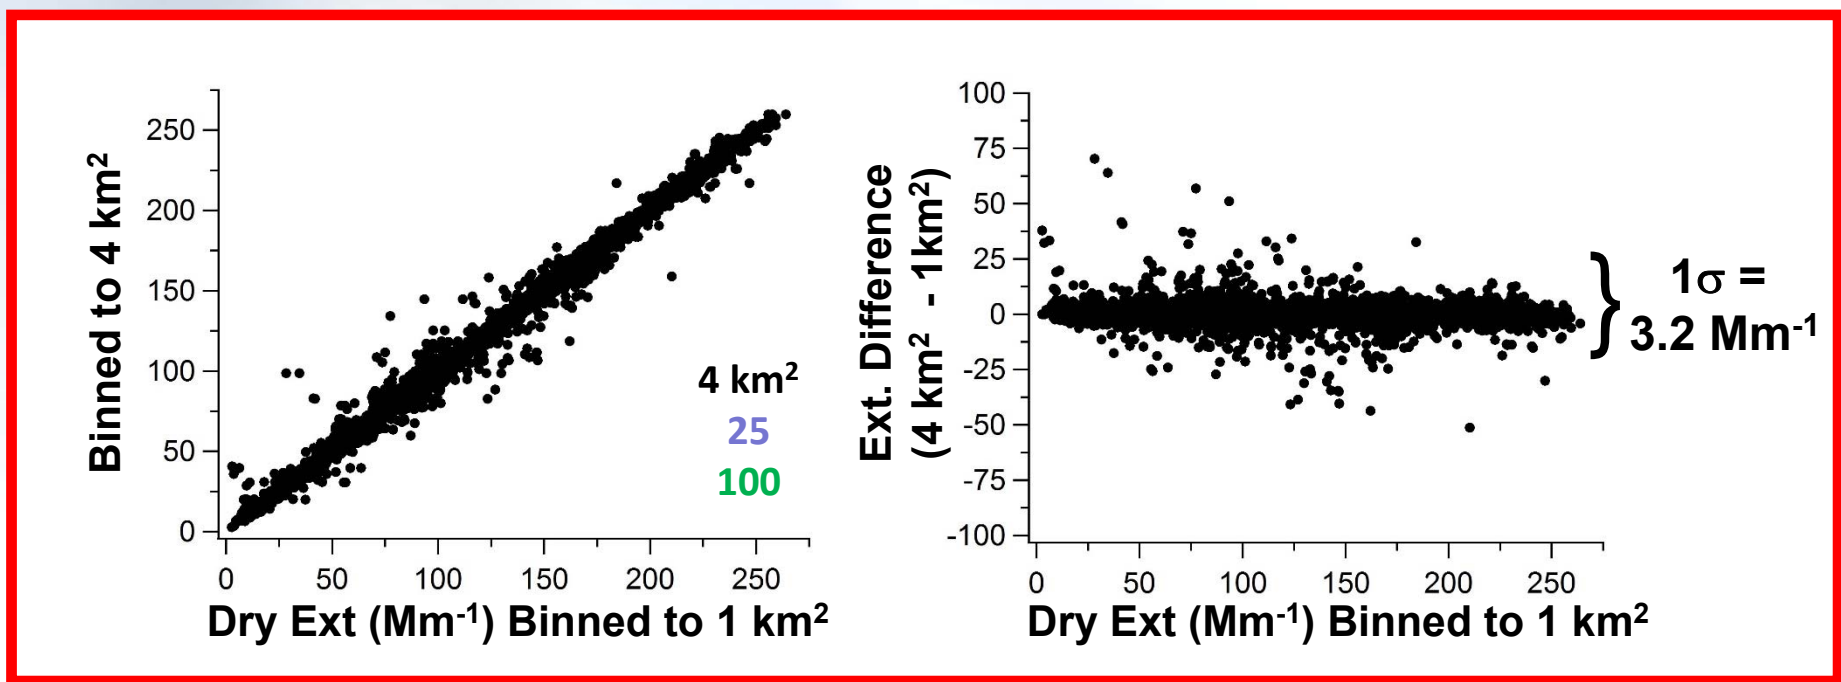 Binned to 4 km²
250
200
150
100
50
0
4 km²
25
100
0 50 100 150 200 250
Dry Ext (Mm⁻¹) Binned to 1 km²
Ext. Difference
(4 km² - 1km²)
100
75
50
25
0
-25
-50
-75
-100
0 50 100 150 200 250
Dry Ext (Mm⁻¹) Binned to 1 km²
} 1σ =
3.2 Mm⁻¹